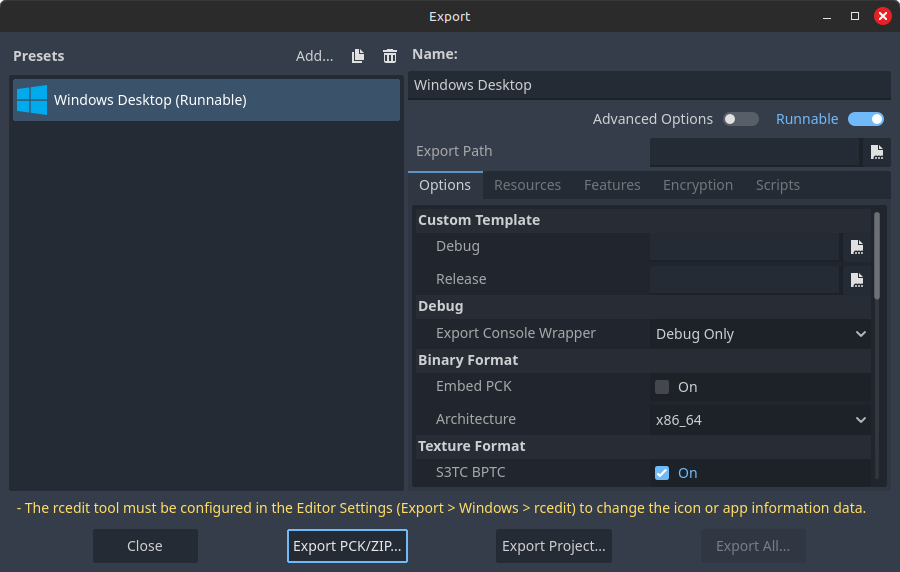 Export
Presets
Add...
Name:
Windows Desktop (Runnable)
Windows Desktop
Advanced Options
Runnable
Export Path
Options Resources Features Encryption Scripts
Custom Template
Debug
Release
Debug
Export Console Wrapper Debug Only
Binary Format
Embed PCK On
Architecture x86_64
Texture Format
S3TC BPTC On
- The rcedit tool must be configured in the Editor Settings (Export > Windows > rcedit) to change the icon or app information data.
Close Export PCK/ZIP... Export Project... Export All...